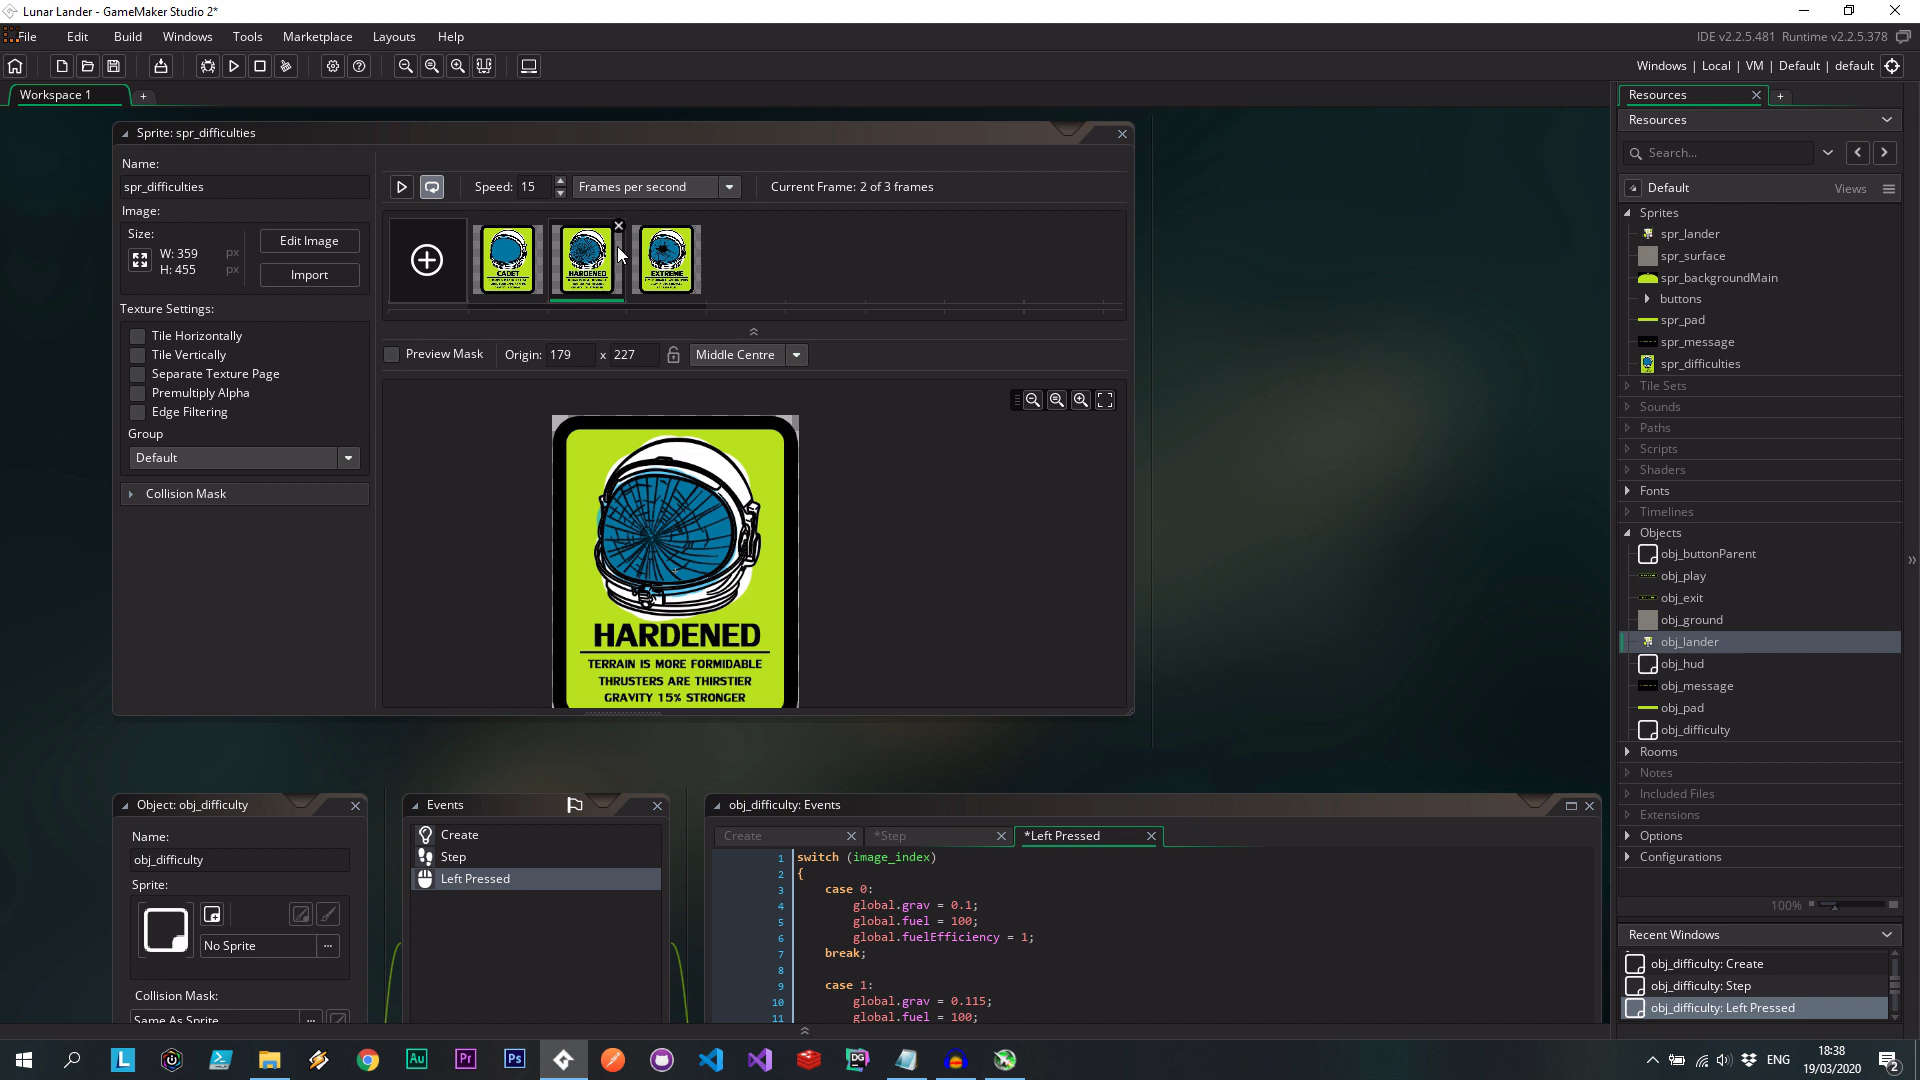 Lunar Lander - GameMaker Studio 2*
File Edit Build Windows Tools Marketplace Layouts Help
IDE v2.2.5.481 Runtime v2.2.5.378
Windows | Local | VM | Default | default
Workspace 1
Sprite: spr_difficulties
Name:
spr_difficulties
Image:
Size:
W: 359 px
H: 455 px
Edit Image
Import
Texture Settings:
Tile Horizontally
Tile Vertically
Separate Texture Page
Premultiply Alpha
Edge Filtering
Group
Default
Collision Mask
Speed: 15 Frames per second Current Frame: 2 of 3 frames
CADET
HARDENED
EXTREME
Preview Mask Origin: 179 x 227 Middle Centre
HARDENED
TERRAIN IS MORE FORMIDABLE
THRUSTERS ARE THIRSTIER
GRAVITY 15% STRONGER
Object: obj_difficulty
Name:
obj_difficulty
Sprite:
No Sprite
Collision Mask:
Same As Sprite
Events
Create
Step
Left Pressed
obj_difficulty: Events
Create *Step *Left Pressed
1 switch (image_index)
2 {
3 case 0:
4 global.grav = 0.1;
5 global.fuel = 100;
6 global.fuelEfficiency = 1;
7 break;
8
9 case 1:
10 global.grav = 0.115;
11 global.fuel = 100;
Resources
Resources
Search...
Default Views
Sprites
spr_lander
spr_surface
spr_backgroundMain
buttons
spr_pad
spr_message
spr_difficulties
Tile Sets
Sounds
Paths
Scripts
Shaders
Fonts
Timelines
Objects
obj_buttonParent
obj_play
obj_exit
obj_ground
obj_lander
obj_hud
obj_message
obj_pad
obj_difficulty
Rooms
Notes
Included Files
Extensions
Options
Configurations
100%
Recent Windows
obj_difficulty: Create
obj_difficulty: Step
obj_difficulty: Left Pressed
L Au Pr Ps DG
ENG
18:38
19/03/2020
2